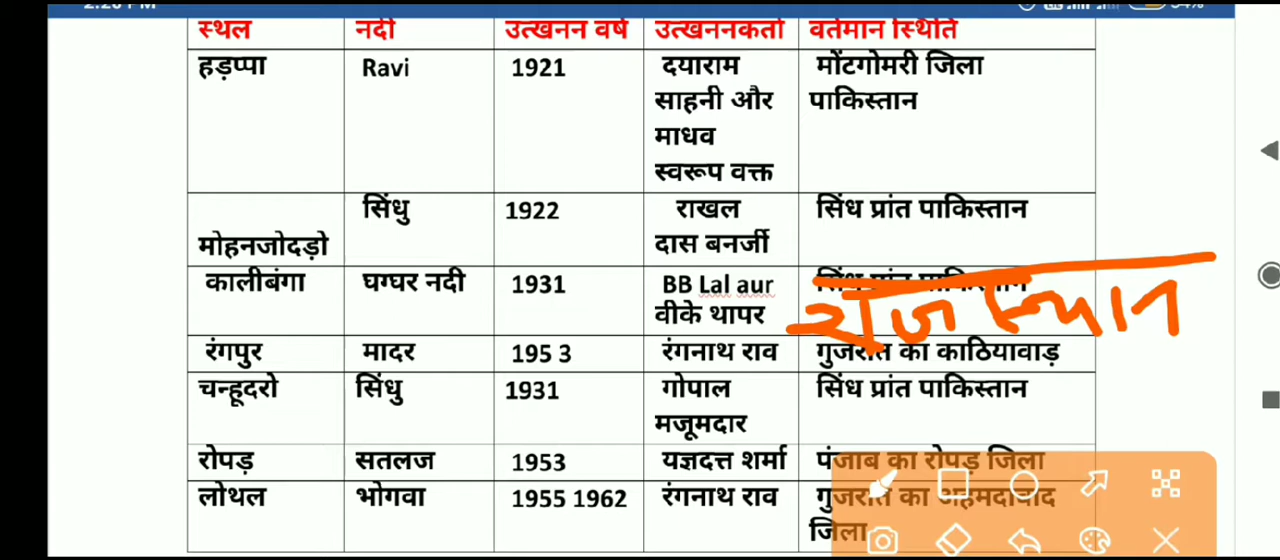 स्थल नदी उत्खनन वर्ष उत्खननकर्ता वर्तमान स्थिति
हड़प्पा Ravi 1921 दयाराम मोंटगोमरी जिला
साहनी और पाकिस्तान
माधव
स्वरूप वक्त
सिंधु 1922 राखल सिंध प्रांत पाकिस्तान
मोहनजोदड़ो दास बनर्जी
कालीबंगा घग्घर नदी 1931 BB Lal aur सिंध प्रांत पाकिस्तान
वीके थापर राजस्थान
रंगपुर मादर 195 3 रंगनाथ राव गुजरात का काठियावाड़
चन्हूदरो सिंधु 1931 गोपाल सिंध प्रांत पाकिस्तान
मजूमदार
रोपड़ सतलज 1953 यज्ञदत्त शर्मा पंजाब का रोपड़ जिला
लोथल भोगवा 1955 1962 रंगनाथ राव गुजरात का अहमदाबाद
जिला